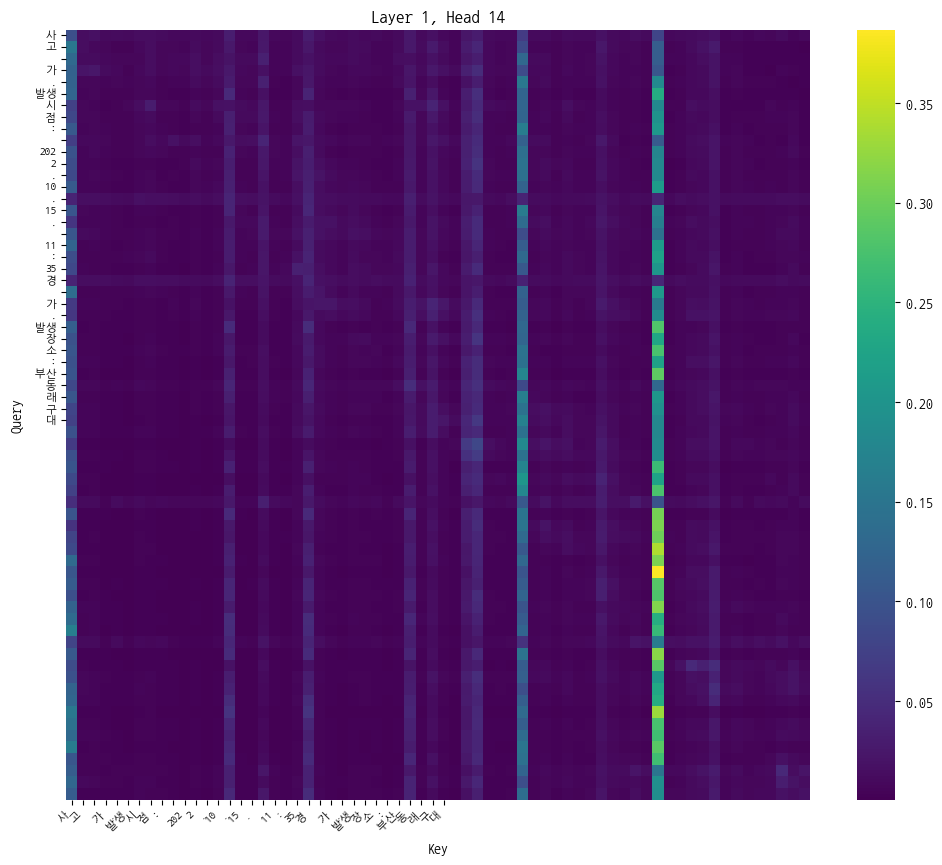 Layer 1, Head 14
사
고
가
.
발생
시
점
:
202
2
.
10
.
15
.
11
:
35
경
가
.
발생
장
소
:
부산
동
래
구
대
Query
사
고
가
발생
시
점
:
202
2
10
15
.
11
:
35
경
가
발생
장
소
:
부산
동
래
구
대
Key
0.35
0.30
0.25
0.20
0.15
0.10
0.05